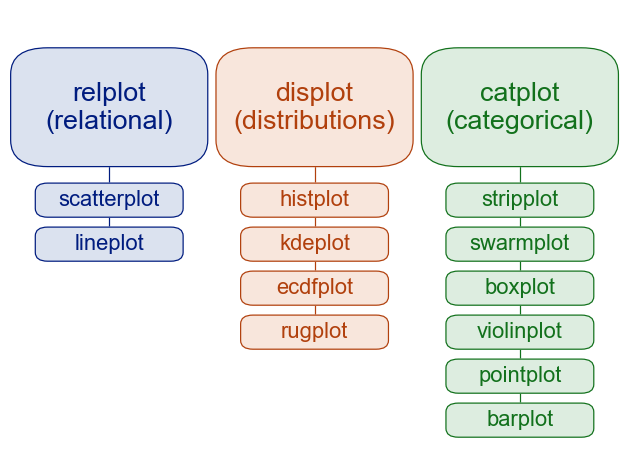 relplot
(relational)
scatterplot
lineplot
displot
(distributions)
histplot
kdeplot
ecdfplot
rugplot
catplot
(categorical)
stripplot
swarmplot
boxplot
violinplot
pointplot
barplot